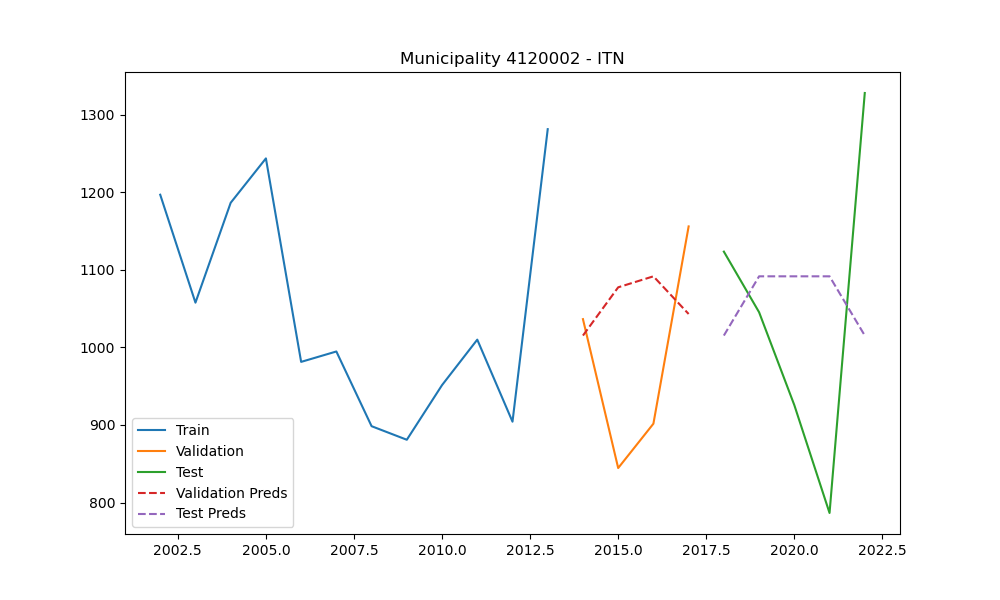 Municipality 4120002 - ITN
1300
1200
1100
1000
900
800
Train
Validation
Test
Validation Preds
Test Preds
2002.5 2005.0 2007.5 2010.0 2012.5 2015.0 2017.5 2020.0 2022.5